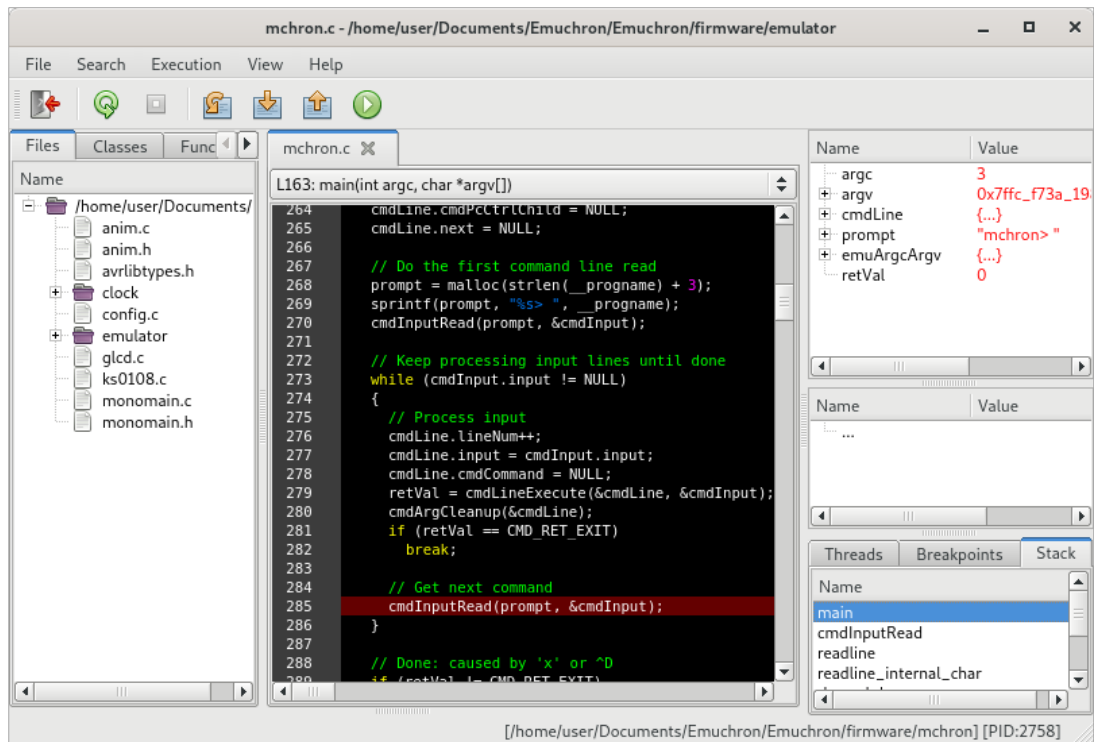 mchron.c - /home/user/Documents/Emuchron/Emuchron/firmware/emulator
File Search Execution View Help
Files Classes Func
Name
/home/user/Documents/
anim.c
anim.h
avrlibtypes.h
clock
config.c
emulator
glcd.c
ks0108.c
monomain.c
monomain.h
mchron.c
L163: main(int argc, char *argv[])
264 cmdLine.cmdPcCtrlChild = NULL;
265 cmdLine.next = NULL;
266
267 // Do the first command line read
268 prompt = malloc(strlen(__progname) + 3);
269 sprintf(prompt, "%s> ", __progname);
270 cmdInputRead(prompt, &cmdInput);
271
272 // Keep processing input lines until done
273 while (cmdInput.input != NULL)
274 {
275 // Process input
276 cmdLine.lineNum++;
277 cmdLine.input = cmdInput.input;
278 cmdLine.cmdCommand = NULL;
279 retVal = cmdLineExecute(&cmdLine, &cmdInput);
280 cmdArgCleanup(&cmdLine);
281 if (retVal == CMD_RET_EXIT)
282 break;
283
284 // Get next command
285 cmdInputRead(prompt, &cmdInput);
286 }
287
288 // Done: caused by 'x' or ^D
289 if (retVal != CMD_RET_EXIT)
Name Value
argc 3
argv 0x7ffc_f73a_19
cmdLine {...}
prompt "mchron> "
emuArgcArgv {...}
retVal 0
Name Value
...
Threads Breakpoints Stack
Name
main
cmdInputRead
readline
readline_internal_char
[/home/user/Documents/Emuchron/Emuchron/firmware/mchron] [PID:2758]